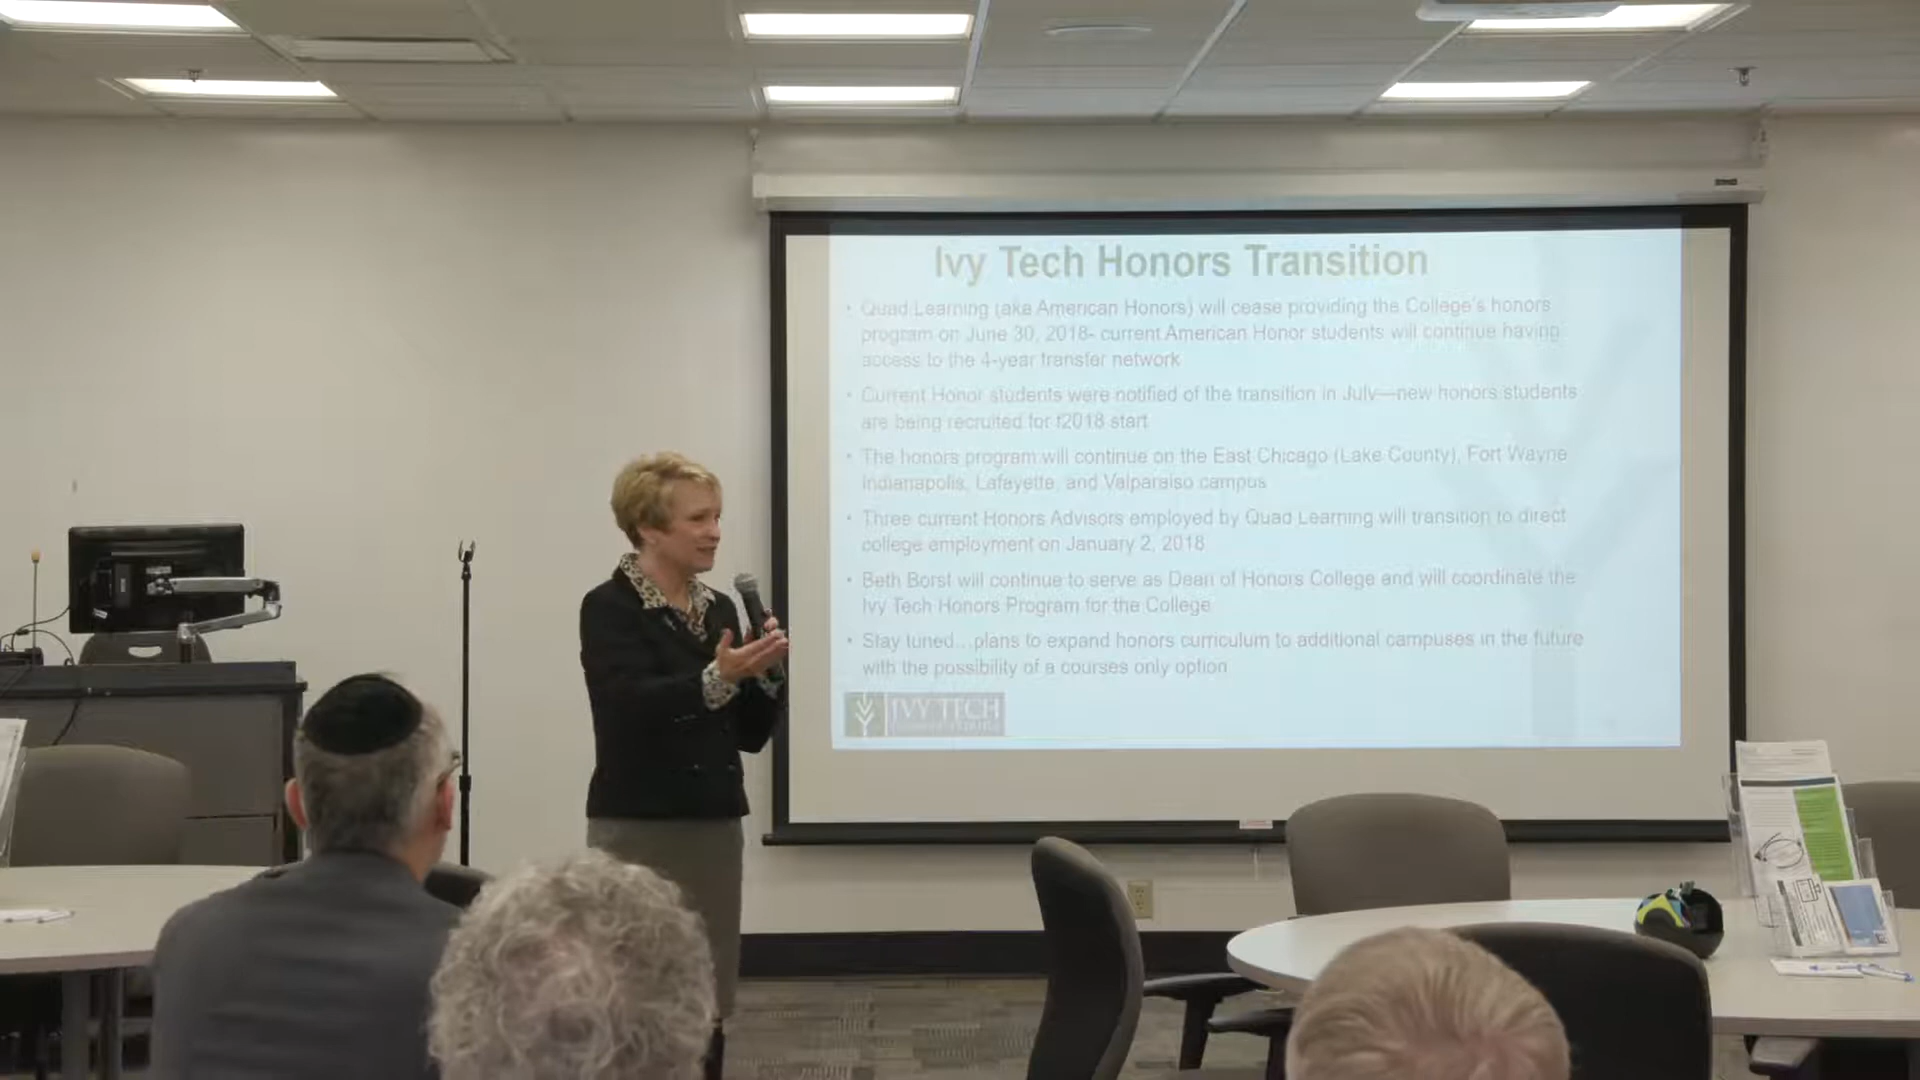 Ivy Tech Honors Transition
• Quad Learning (aka American Honors) will cease providing the College's honors
program on June 30, 2018- current American Honor students will continue having
access to the 4-year transfer network
• Current Honor students were notified of the transition in July—new honors students
are being recruited for f2018 start
• The honors program will continue on the East Chicago (Lake County), Fort Wayne
Indianapolis, Lafayette, and Valparaiso campus
• Three current Honors Advisors employed by Quad Learning will transition to direct
college employment on January 2, 2018
• Beth Borst will continue to serve as Dean of Honors College and will coordinate the
Ivy Tech Honors Program for the College
• Stay tuned...plans to expand honors curriculum to additional campuses in the future
with the possibility of a courses only option
IVY TECH